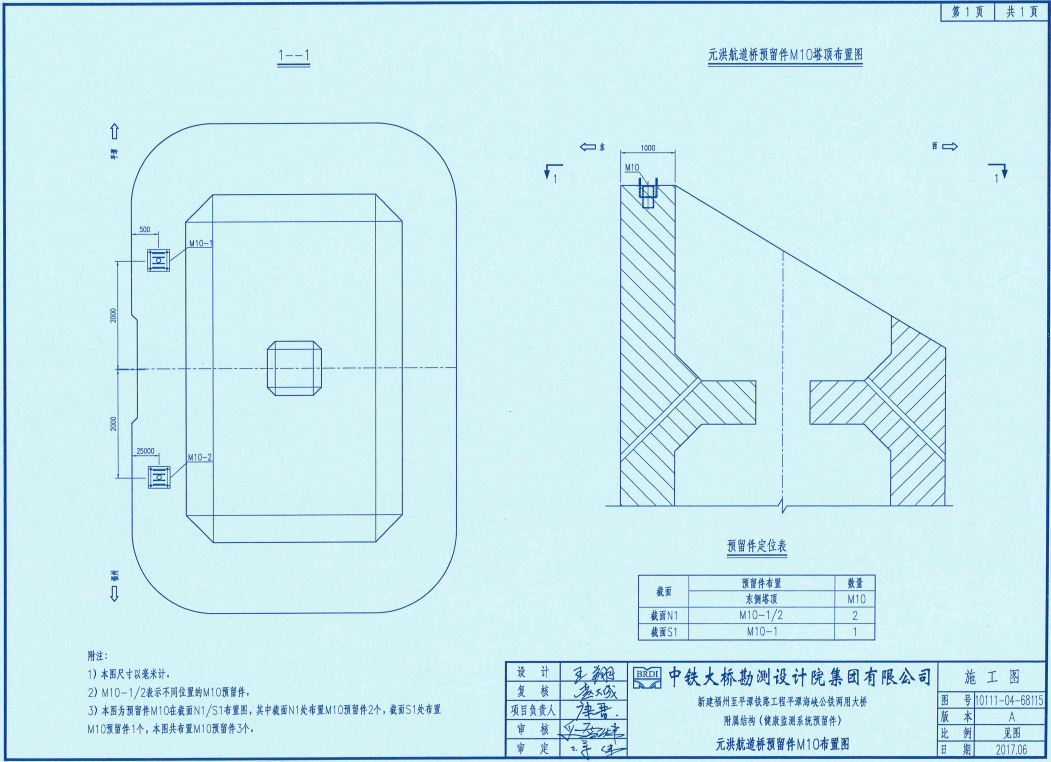 第 1 页 共 1 页
1--1
元洪航道桥预留件M10塔顶布置图
平潭
东
西
1000
M10
1
1
500
M10-1
2000
2000
25000
M10-2
福州
预留件定位表
截面 预留件布置 数量
东侧塔顶 M10
截面N1 M10-1/2 2
截面S1 M10-1 1
附注:
1) 本图尺寸以毫米计。
2) M10-1/2表示不同位置的M10预留件。
3) 本图为预留件M10在截面N1/S1布置图, 其中截面N1处布置M10预留件2个, 截面S1处布置
M10预留件1个, 本图共布置M10预留件3个。
设 计
复 核
项目负责人
审 核
审 定
BRDI 中铁大桥勘测设计院集团有限公司
新建福州至平潭铁路工程平潭海峡公铁两用大桥
附属结构 (健康监测系统预留件)
元洪航道桥预留件M10布置图
施 工 图
图 号 10111-04-68115
版 本 A
比 例 见图
日 期 2017.06